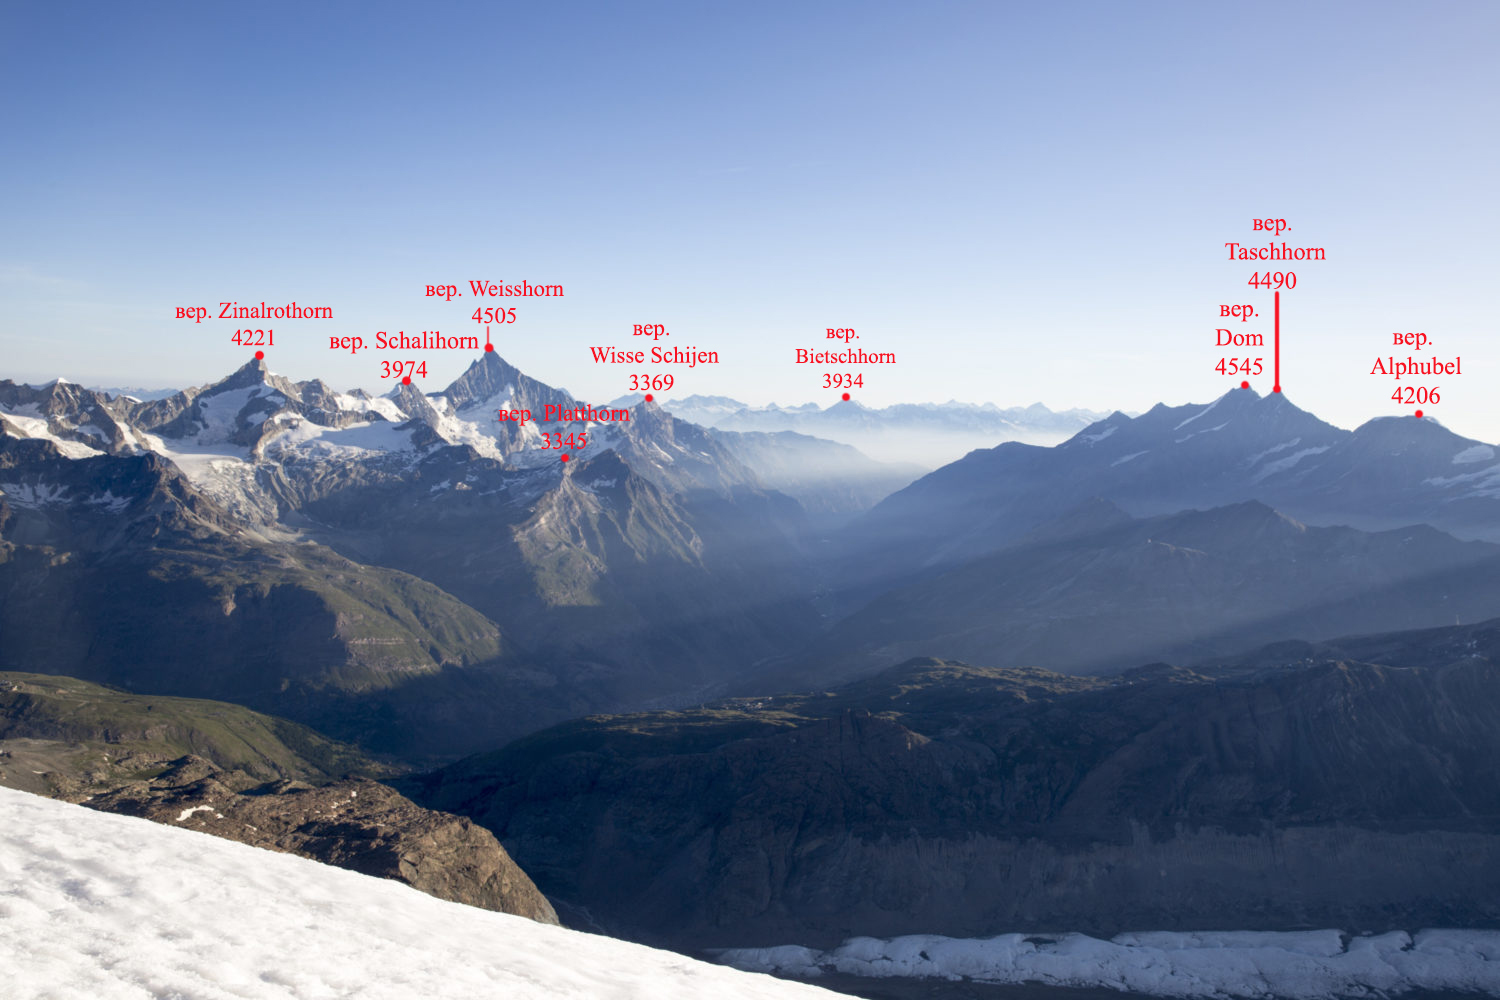 вер. Zinalrothorn
4221
вер. Schalihorn
3974
вер. Weisshorn
4505
вер. Platthorn
3345
вер.
Wisse Schijen
3369
вер.
Bietschhorn
3934
вер.
Taschhorn
4490
вер.
Dom
4545
вер.
Alphubel
4206